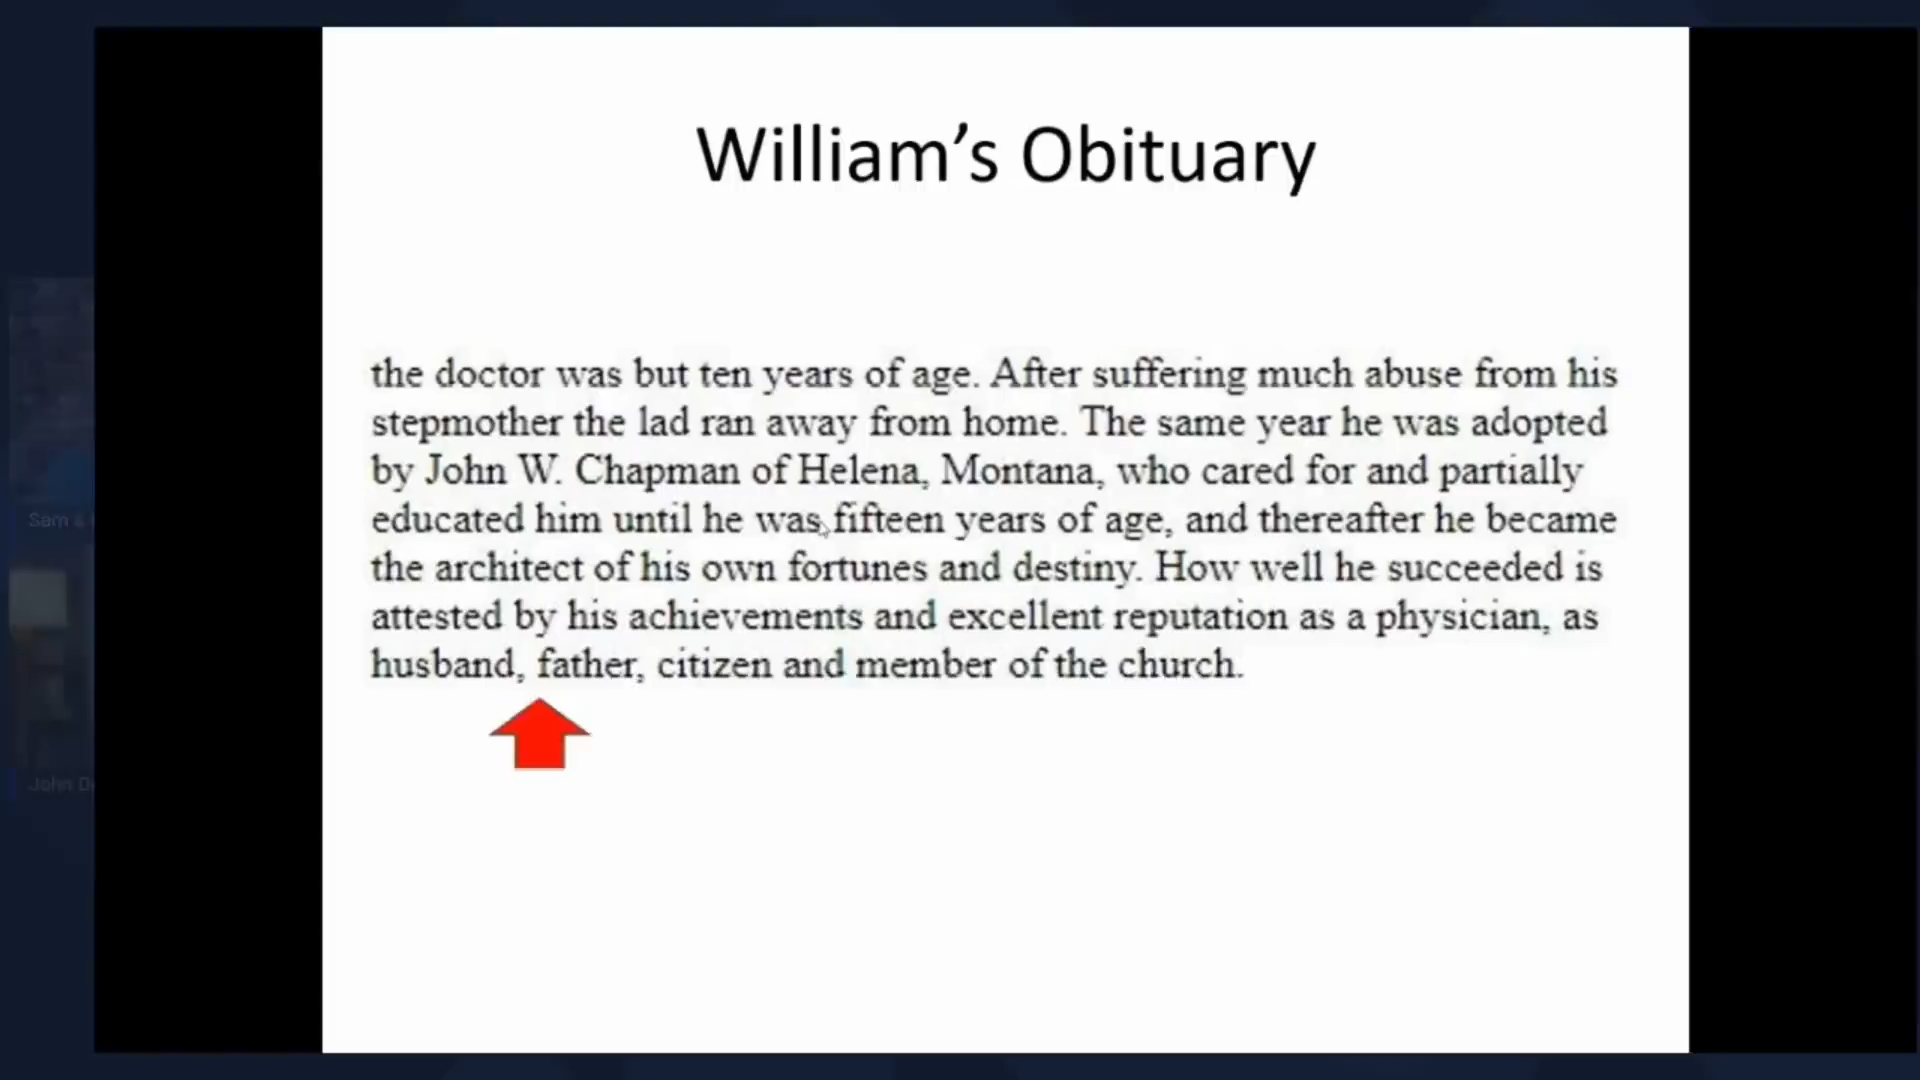 William’s Obituary
the doctor was but ten years of age. After suffering much abuse from his
stepmother the lad ran away from home. The same year he was adopted
by John W. Chapman of Helena, Montana, who cared for and partially
educated him until he was fifteen years of age, and thereafter he became
the architect of his own fortunes and destiny. How well he succeeded is
attested by his achievements and excellent reputation as a physician, as
husband, father, citizen and member of the church.
Sam &
John